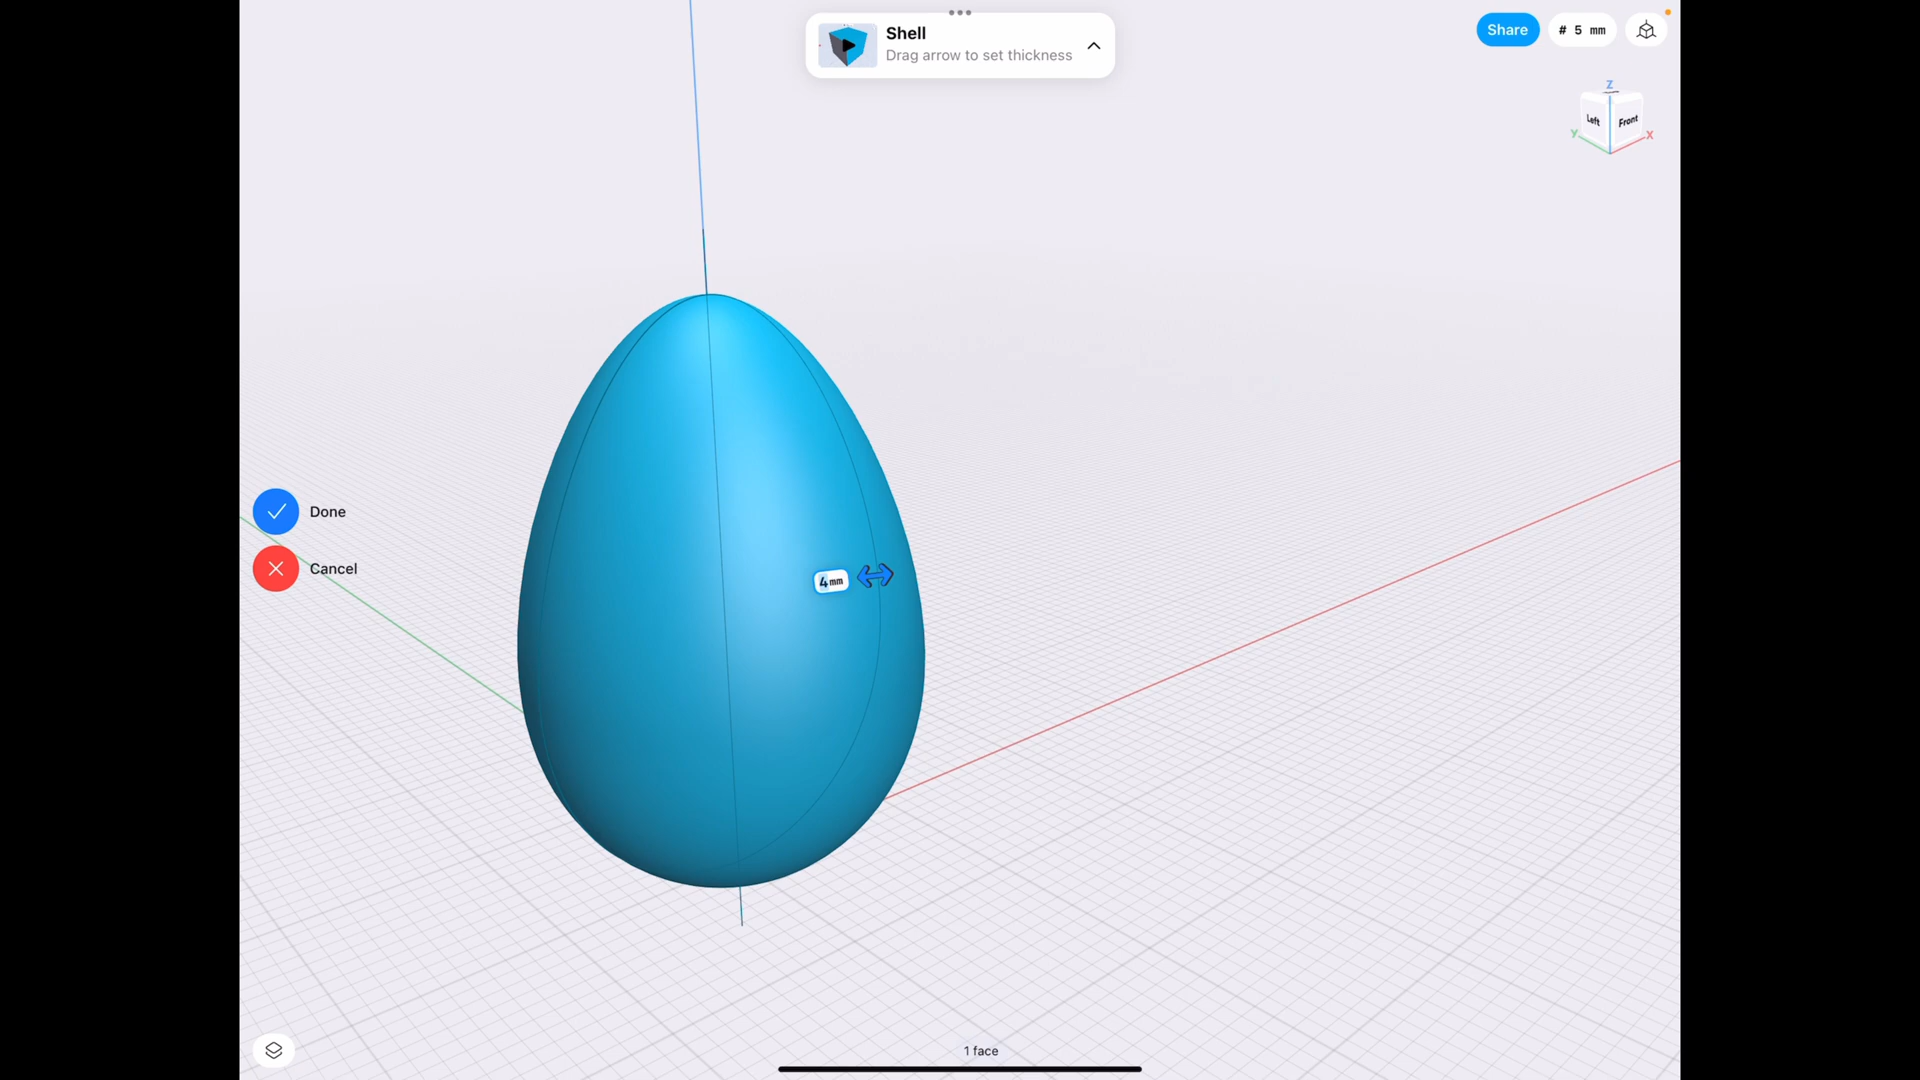 Shell
Drag arrow to set thickness
Share
# 5 mm
Z
Left
Front
Y
X
Done
Cancel
4mm
1 face